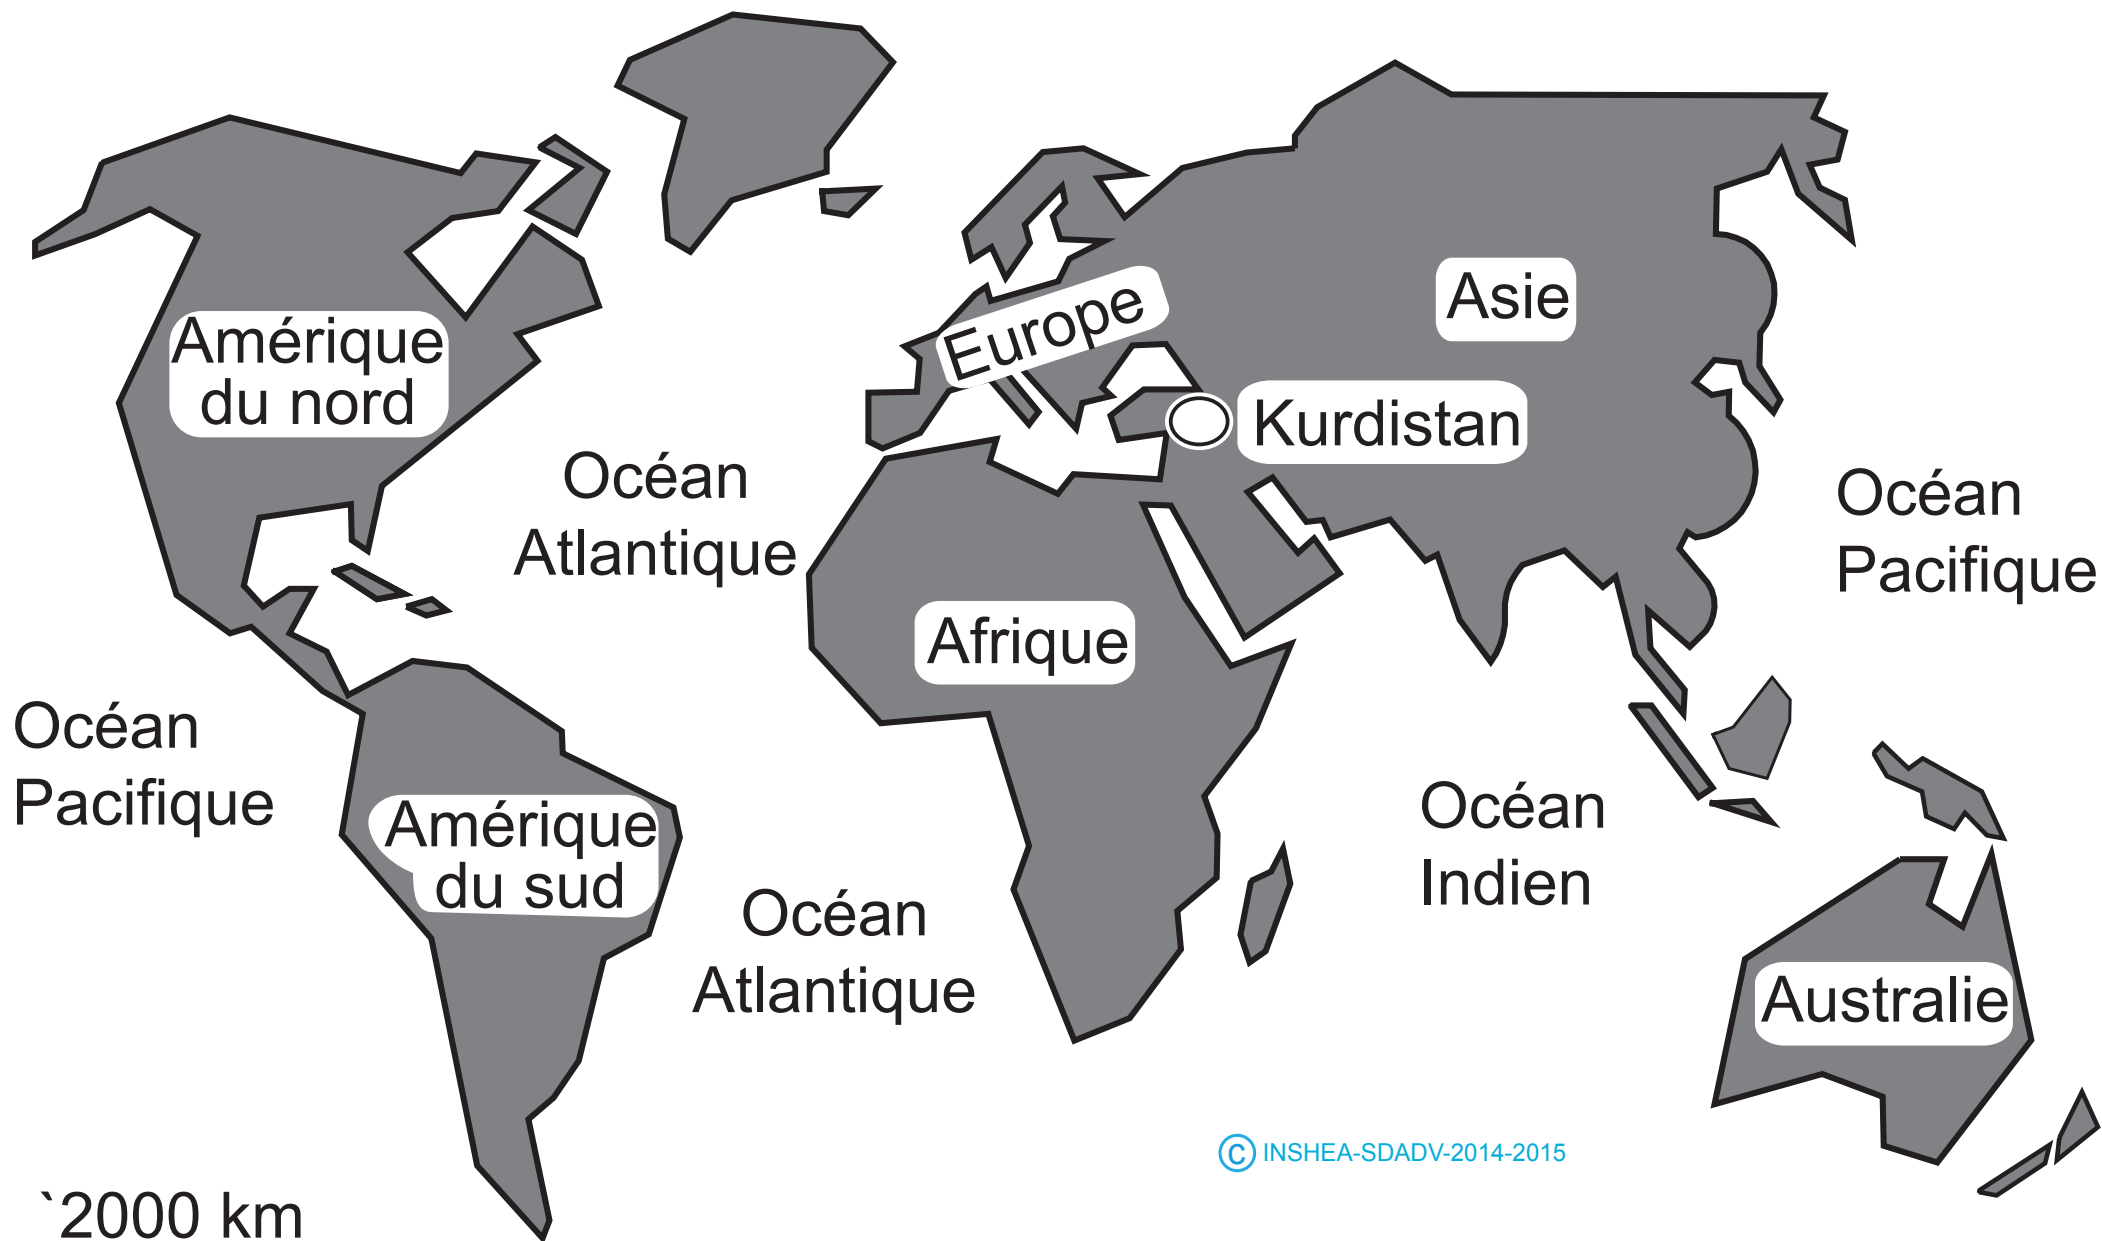 Amérique
du nord
Europe
Asie
Kurdistan
Océan
Atlantique
Océan
Pacifique
Afrique
Océan
Pacifique
Amérique
du sud
Océan
Indien
Océan
Atlantique
Australie
© INSHEA-SDADV-2014-2015
`2000 km